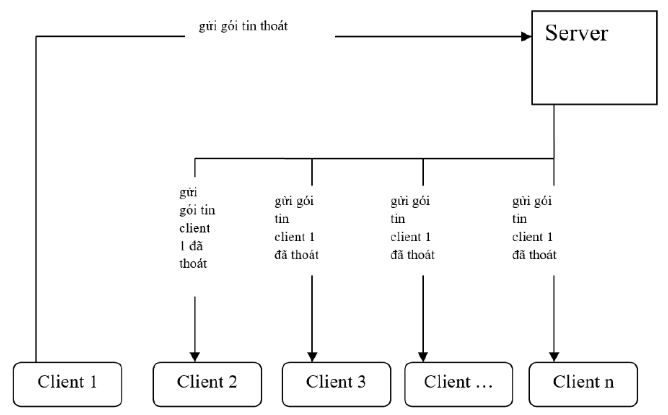 gửi gói tin thoát
Server
gửi
gói tin
client
1 đã
thoát
gửi gói
tin
client 1
đã thoát
gửi gói
tin
client 1
đã thoát
gửi gói
tin
client 1
đã thoát
Client 1
Client 2
Client 3
Client …
Client n